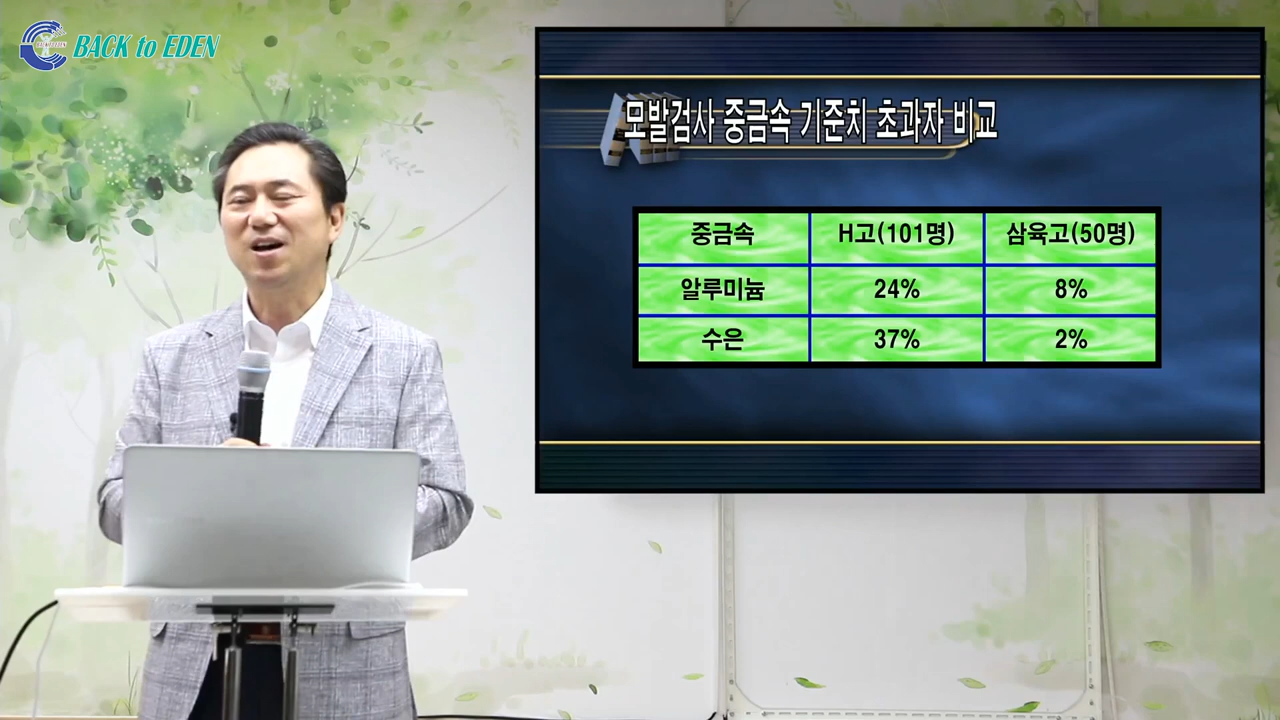 BACK to EDEN
모발검사 중금속 기준치 초과자 비교
중금속 H고(101명) 삼육고(50명)
알루미늄 24% 8%
수은 37% 2%